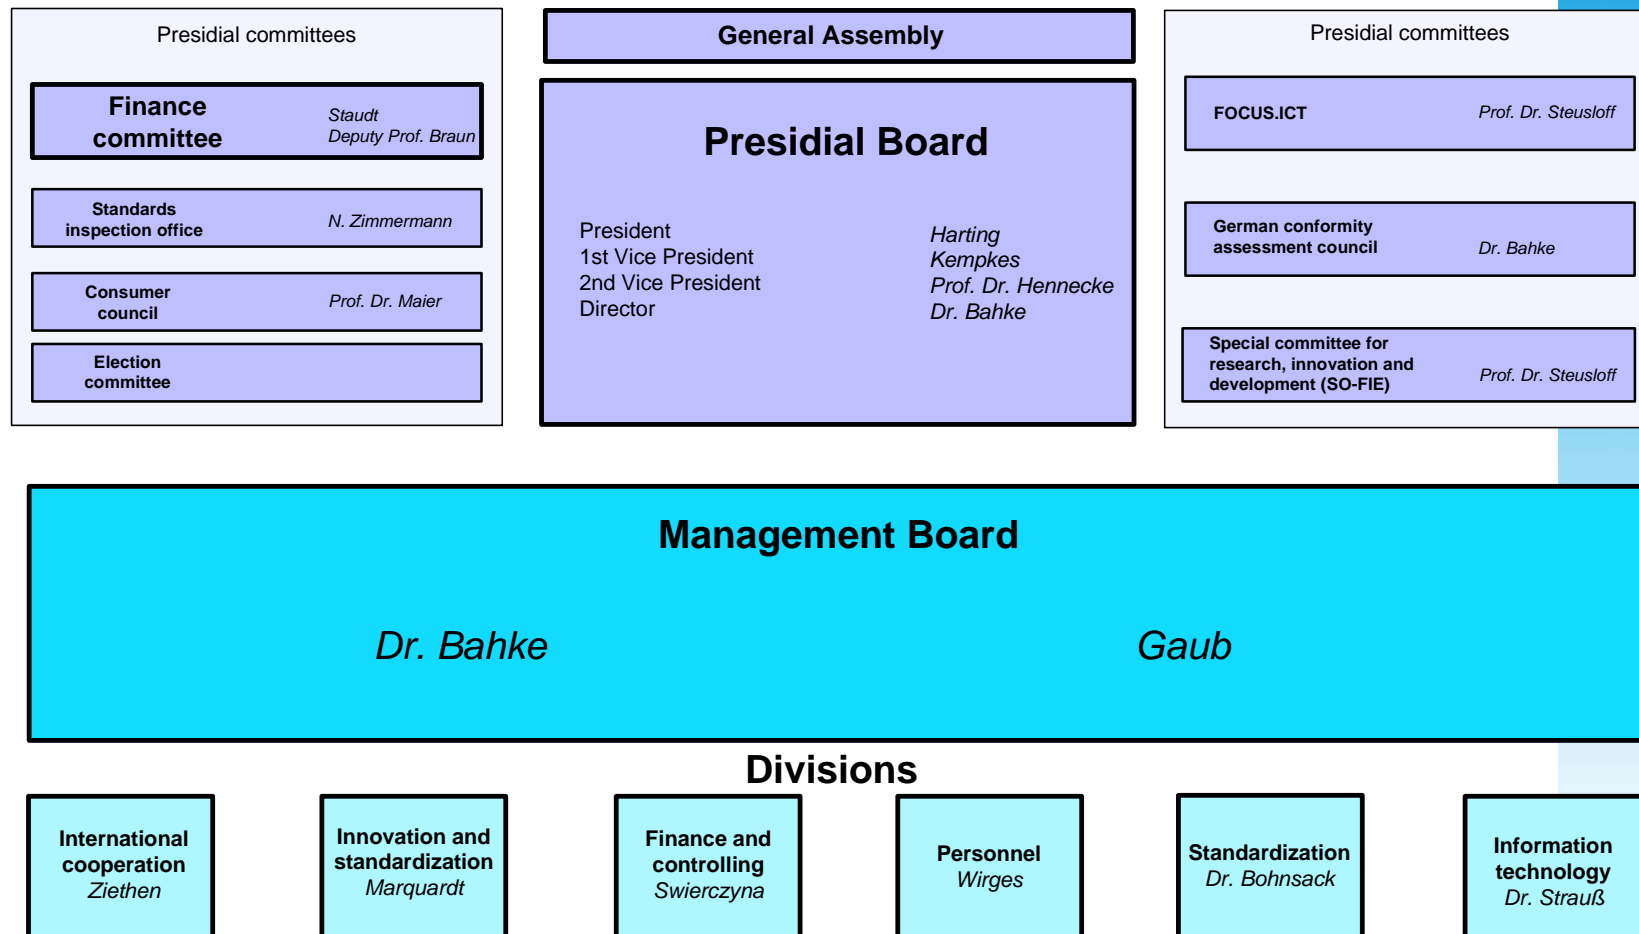 Presidial committees
Finance
committee
Staudt
Deputy Prof. Braun
Standards
inspection office
N. Zimmermann
Consumer
council
Prof. Dr. Maier
Election
committee
General Assembly
Presidial Board
President Harting
1st Vice President Kempkes
2nd Vice President Prof. Dr. Hennecke
Director Dr. Bahke
Presidial committees
FOCUS.ICT Prof. Dr. Steusloff
German conformity
assessment council Dr. Bahke
Special committee for
research, innovation and
development (SO-FIE) Prof. Dr. Steusloff
Management Board
Dr. Bahke Gaub
Divisions
International
cooperation
Ziethen
Innovation and
standardization
Marquardt
Finance and
controlling
Swierczyna
Personnel
Wirges
Standardization
Dr. Bohnsack
Information
technology
Dr. Strauß